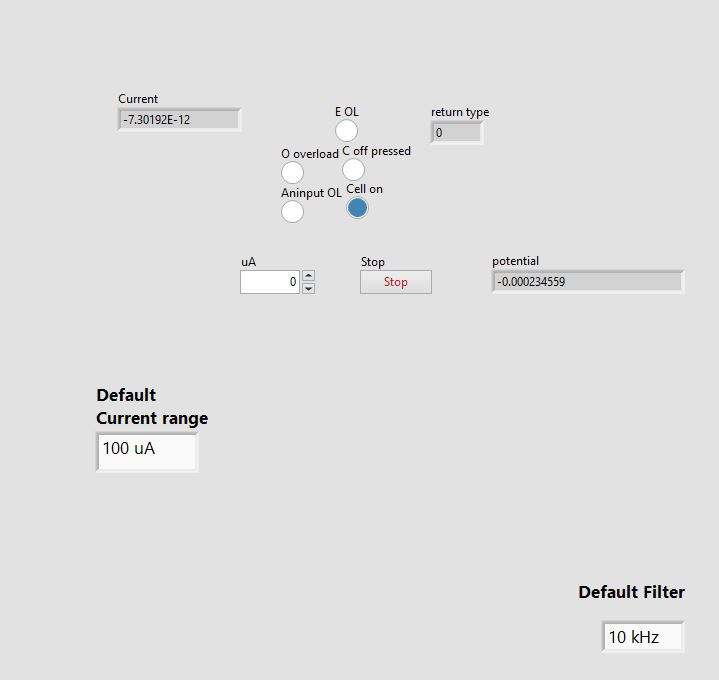 Current
-7.30192E-12
E OL
return type
0
O overload
C off pressed
Aninput OL
Cell on
uA
0
Stop
Stop
potential
-0.000234559
Default
Current range
100 uA
Default Filter
10 kHz